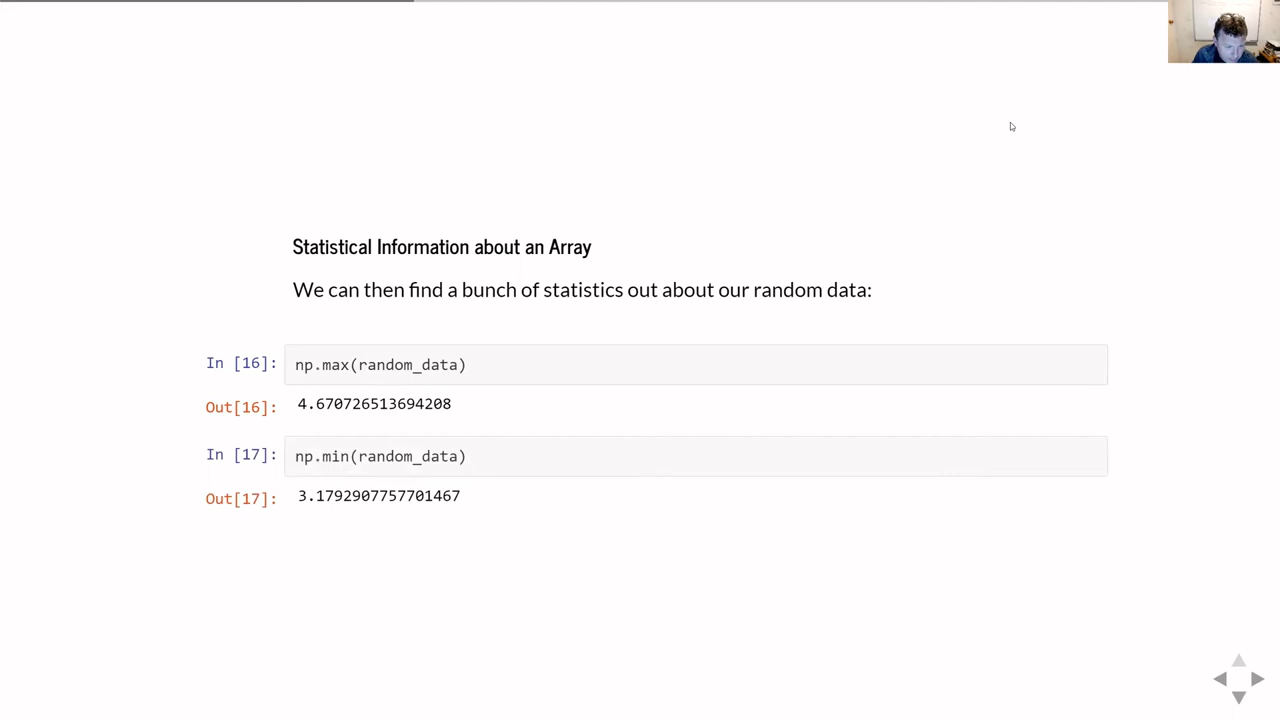 Statistical Information about an Array
We can then find a bunch of statistics out about our random data:
In [16]: np.max(random_data)
Out[16]: 4.670726513694208
In [17]: np.min(random_data)
Out[17]: 3.1792907757701467